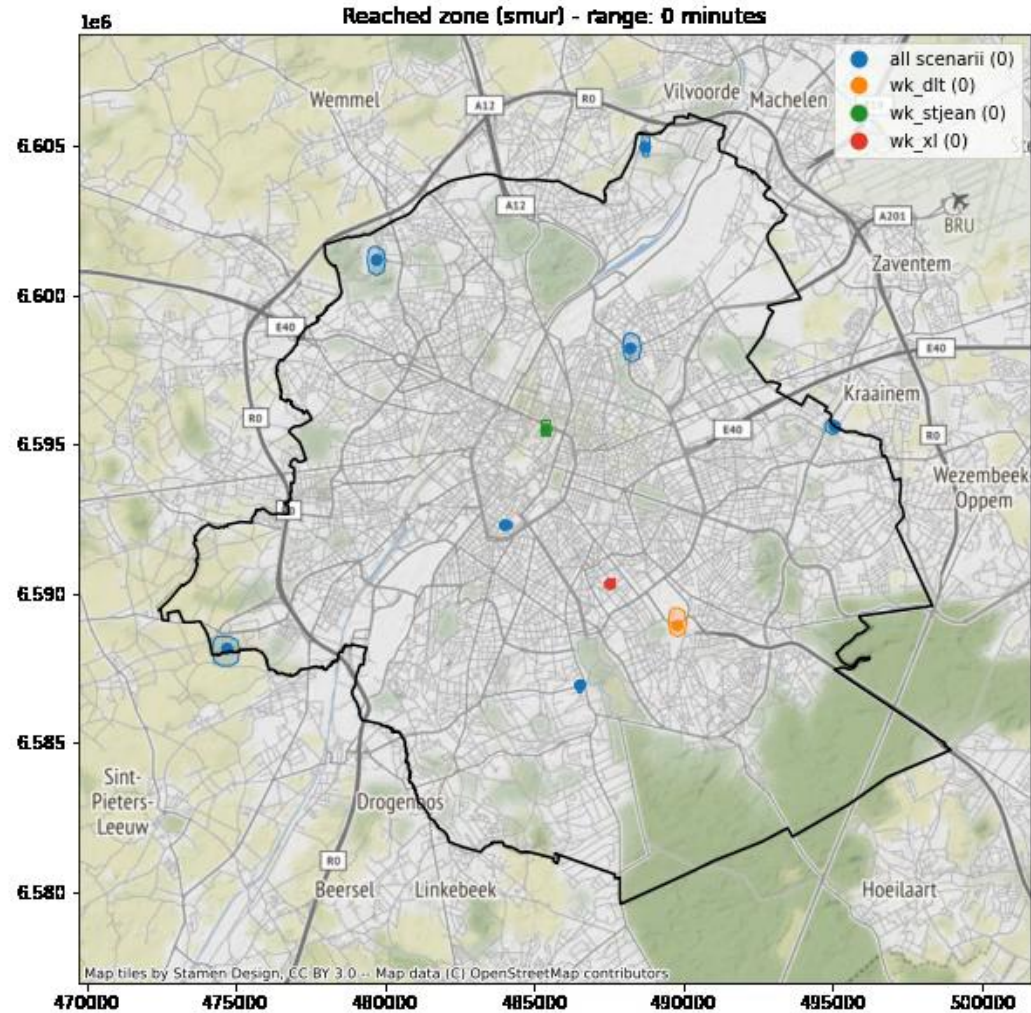 Reached zone (smur) - range: 0 minutes
1e6
all scenarii (0)
wk_dlt (0)
wk_stjean (0)
wk_xl (0)
Wemmel
A12
R0
Vilvoorde
Machelen
6.605
A12
A201
BRU
Zaventem
6.600
E40
E40
Kraainem
R0
E40
R0
6.595
Wezembeek-
Oppem
6.590
6.585
Sint-
Pieters-
Leeuw
Drogenbos
R0
Beersel
Linkebeek
Hoeilaart
6.580
Map tiles by Stamen Design, CC BY 3.0 -- Map data (C) OpenStreetMap contributors
470000
475000
480000
485000
490000
495000
500000